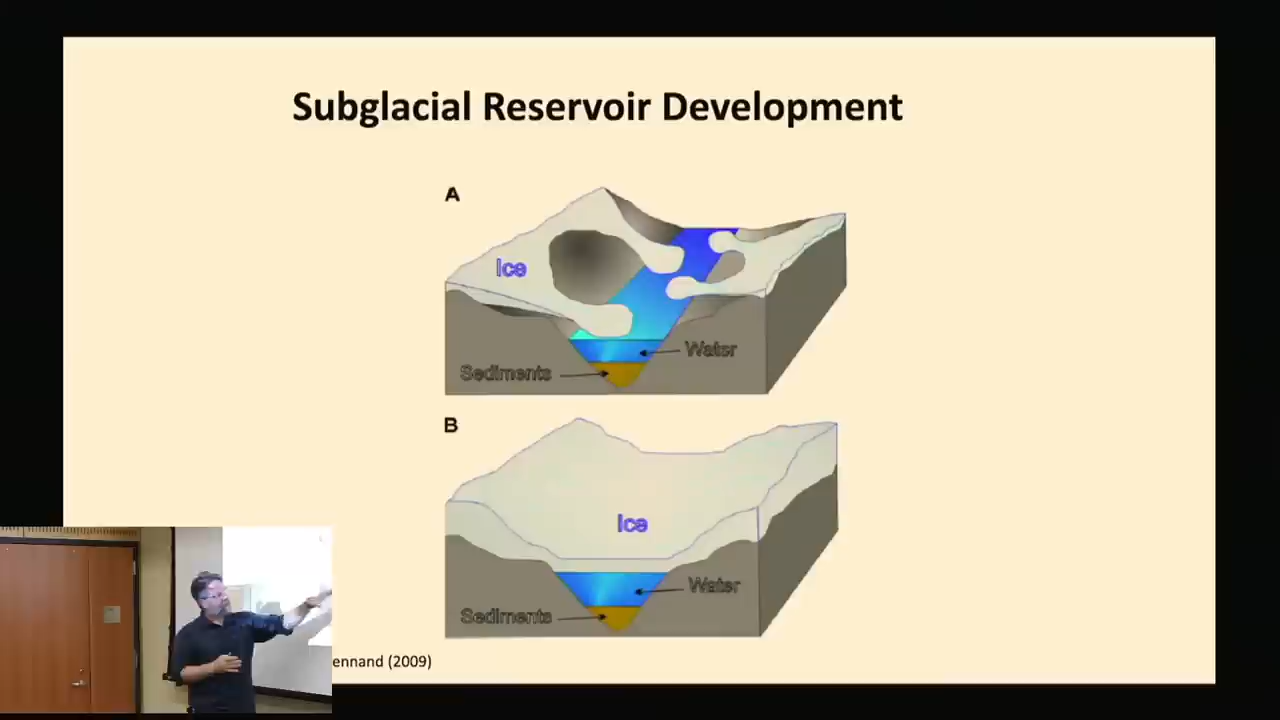 Subglacial Reservoir Development
A
Ice
Water
Sediments
B
Ice
Water
Sediments
ennand (2009)